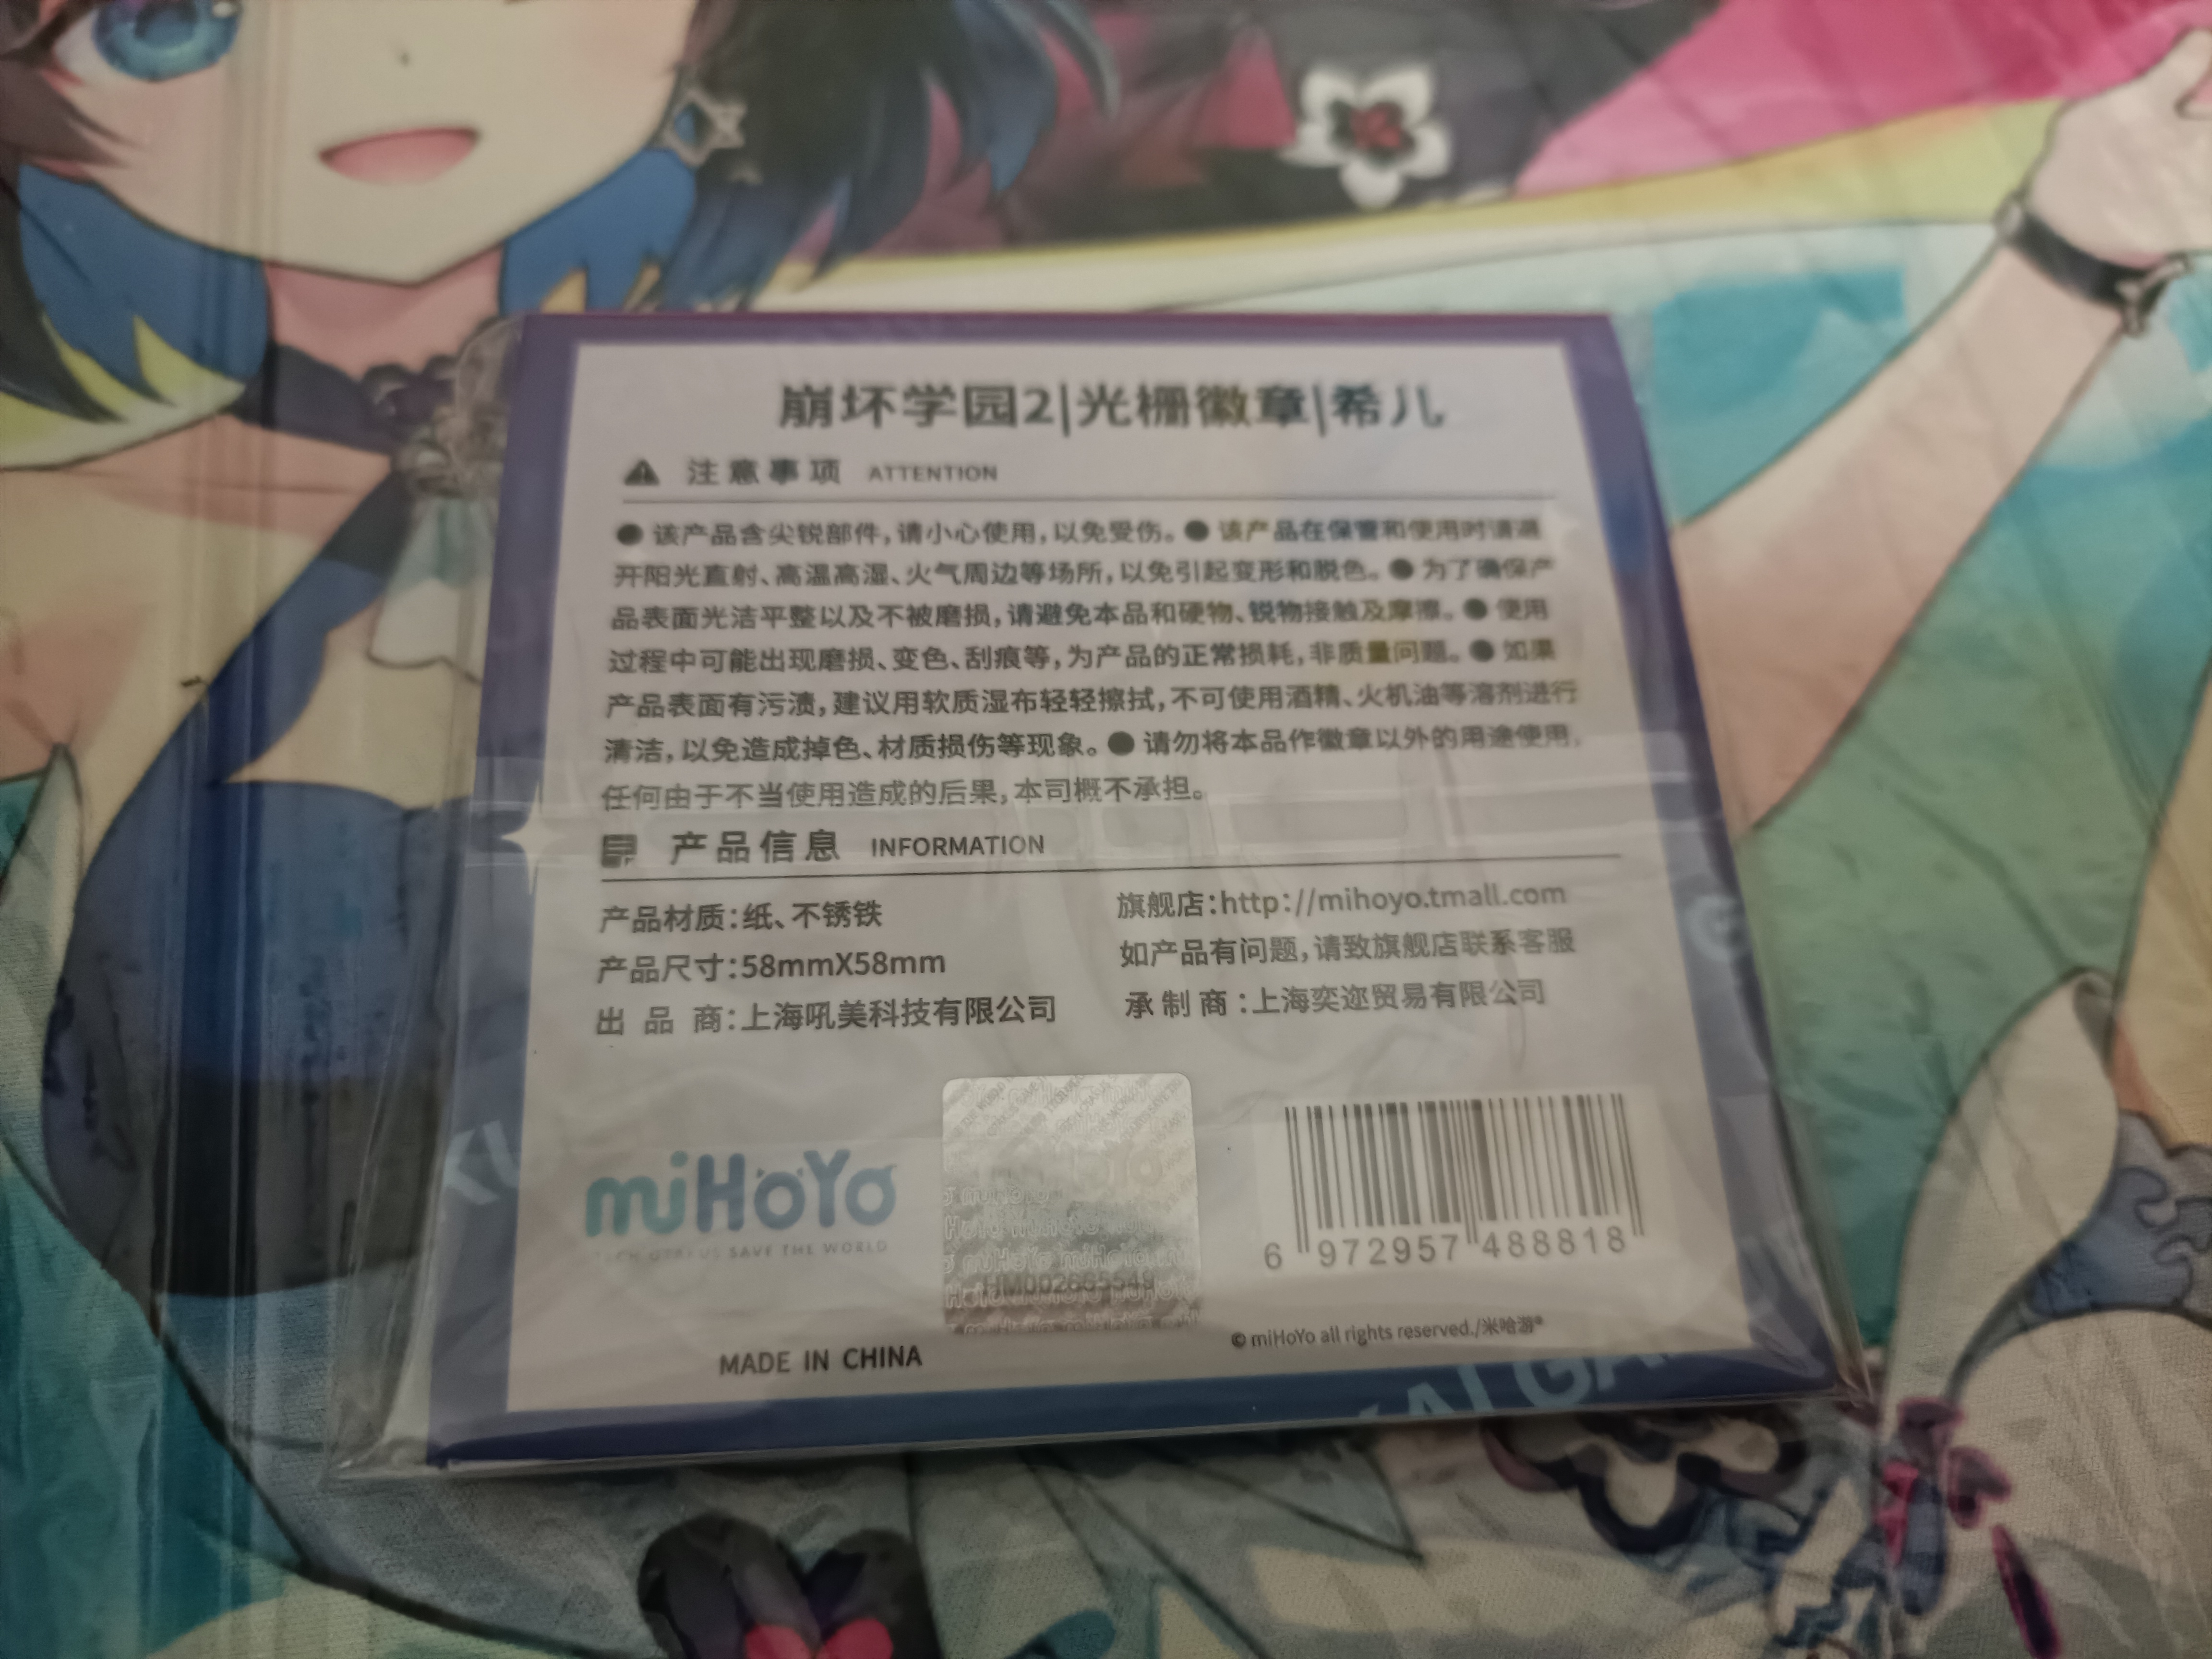 崩坏学园2|光栅徽章|希儿
注意事项 ATTENTION
● 该产品含尖锐部件,请小心使用,以免受伤。● 该产品在保管和使用时请避
开阳光直射、高温高湿、火气周边等场所,以免引起变形和脱色。● 为了确保产
品表面光洁平整以及不被磨损,请避免本品和硬物、锐物接触及摩擦。● 使用
过程中可能出现磨损、变色、刮痕等,为产品的正常损耗,非质量问题。● 如果
产品表面有污渍,建议用软质湿布轻轻擦拭,不可使用酒精、火机油等溶剂进行
清洁,以免造成掉色、材质损伤等现象。● 请勿将本品作徽章以外的用途使用,
任何由于不当使用造成的后果,本司概不承担。
产品信息 INFORMATION
产品材质:纸、不锈铁
旗舰店:http://mihoyo.tmall.com
产品尺寸:58mmX58mm
如产品有问题,请致旗舰店联系客服
出品商:上海吼美科技有限公司
承制商:上海奕迩贸易有限公司
miHoYo
TECH OTAKUS SAVE THE WORLD
6 972957 488818
© miHoYo all rights reserved./米哈游®
MADE IN CHINA